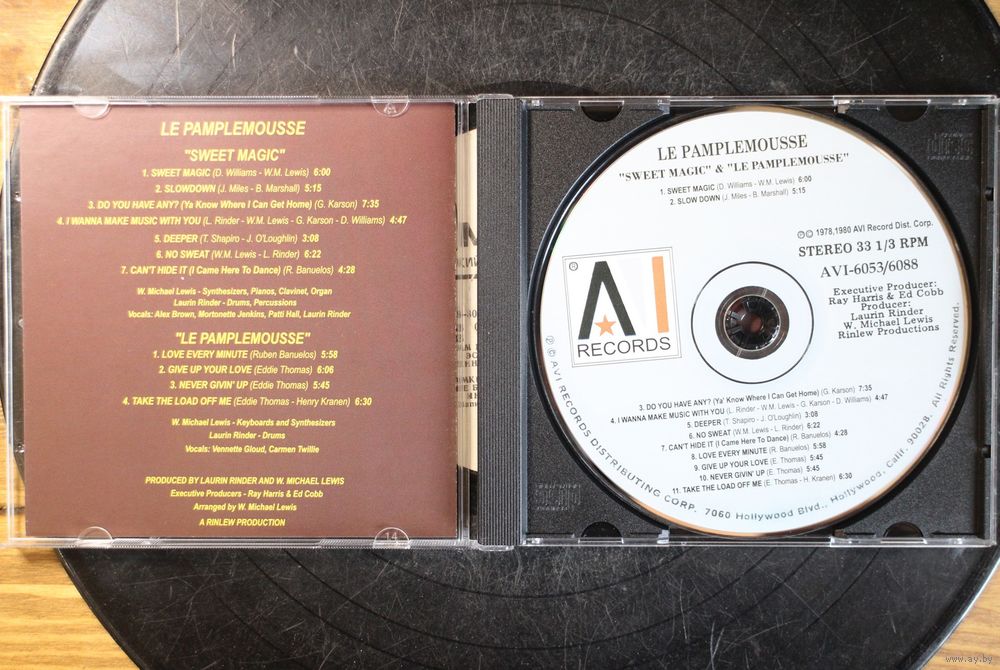 LE PAMPLEMOUSSE
"SWEET MAGIC"
1. SWEET MAGIC (D. Williams - W.M. Lewis) 6:00
2. SLOWDOWN (J. Miles - B. Marshall) 5:15
3. DO YOU HAVE ANY? (Ya Know Where I Can Get Home) (G. Karson) 7:35
4. I WANNA MAKE MUSIC WITH YOU (L. Rinder - W.M. Lewis - G. Karson - D. Williams) 4:47
5. DEEPER (T. Shapiro - J. O'Loughlin) 3:08
6. NO SWEAT (W.M. Lewis - L. Rinder) 6:22
7. CAN'T HIDE IT (I Came Here To Dance) (R. Banuelos) 4:28
W. Michael Lewis - Synthesizers, Pianos, Clavinet, Organ
Laurin Rinder - Drums, Percussions
Vocals: Alex Brown, Mortonette Jenkins, Patti Hall, Laurin Rinder
"LE PAMPLEMOUSSE"
1. LOVE EVERY MINUTE (Ruben Banuelos) 5:58
2. GIVE UP YOUR LOVE (Eddie Thomas) 6:06
3. NEVER GIVIN' UP (Eddie Thomas) 5:45
4. TAKE THE LOAD OFF ME (Eddie Thomas - Henry Kranen) 6:30
W. Michael Lewis - Keyboards and Synthesizers
Laurin Rinder - Drums
Vocals: Vennette Gloud, Carmen Twillie
PRODUCED BY LAURIN RINDER AND W. MICHAEL LEWIS
Executive Producers - Ray Harris & Ed Cobb
Arranged by W. Michael Lewis
A RINLEW PRODUCTION
14
LE PAMPLEMOUSSE
"SWEET MAGIC" & "LE PAMPLEMOUSSE"
1. SWEET MAGIC (D. Williams - W.M. Lewis) 6:00
2. SLOW DOWN (J. Miles - B. Marshall) 5:15
℗© 1978,1980 AVI Record Dist. Corp.
STEREO 33 1/3 RPM
AVI-6053/6088
Executive Producer:
Ray Harris & Ed Cobb
Producer:
Laurin Rinder
W. Michael Lewis
Rinlew Productions
AVI
RECORDS
3. DO YOU HAVE ANY? (Ya' Know Where I Can Get Home) (G. Karson) 7:35
4. I WANNA MAKE MUSIC WITH YOU (L. Rinder - W.M. Lewis - G. Karson - D. Williams) 4:47
5. DEEPER (T. Shapiro - J. O'Loughlin) 3:08
6. NO SWEAT (W.M. Lewis - L. Rinder) 6:22
7. CAN'T HIDE IT (I Came Here To Dance) (R. Banuelos) 4:28
8. LOVE EVERY MINUTE (R. Banuelos) 5:58
9. GIVE UP YOUR LOVE (E. Thomas) 5:45
10. NEVER GIVIN' UP (E. Thomas) 5:45
11. TAKE THE LOAD OFF ME (E. Thomas - H. Kranen) 6:30
℗© AVI RECORDS DISTRIBUTING CORP. 7060 Hollywood Blvd., Hollywood, Calif. 90028. All Rights Reserved.
www.ay.by